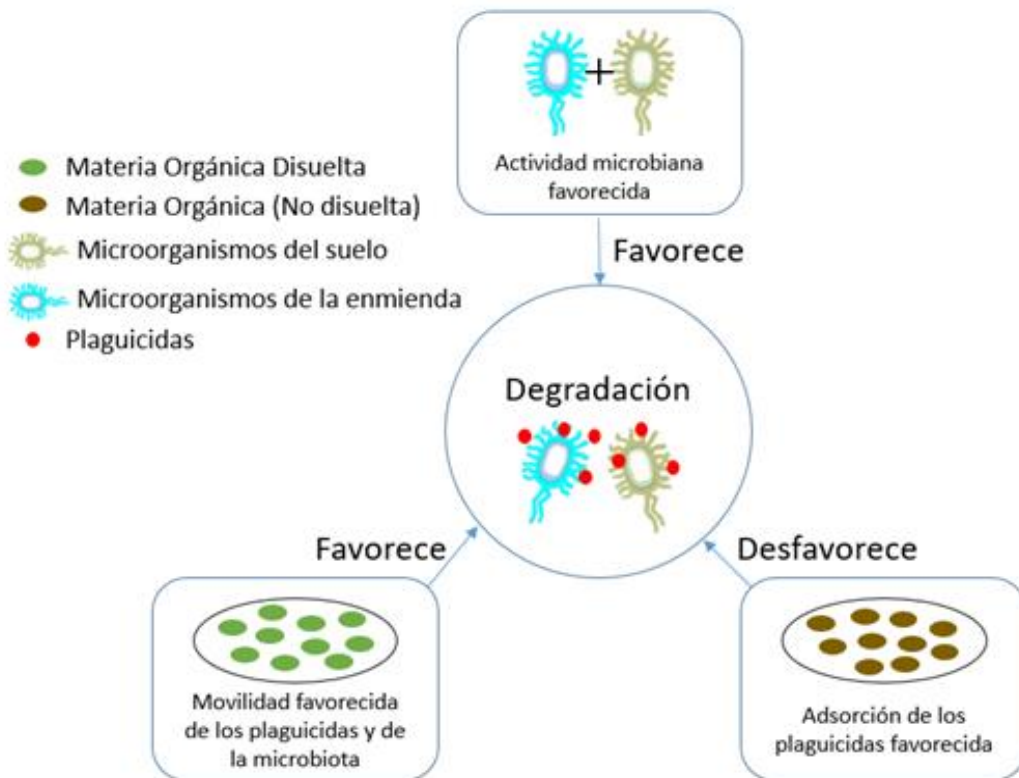 Actividad microbiana
favorecida
Materia Orgánica Disuelta
Materia Orgánica (No disuelta)
Microorganismos del suelo
Microorganismos de la enmienda
Plaguicidas
Favorece
Degradación
Favorece
Desfavorece
Movilidad favorecida
de los plaguicidas y de
la microbiota
Adsorción de los
plaguicidas favorecida